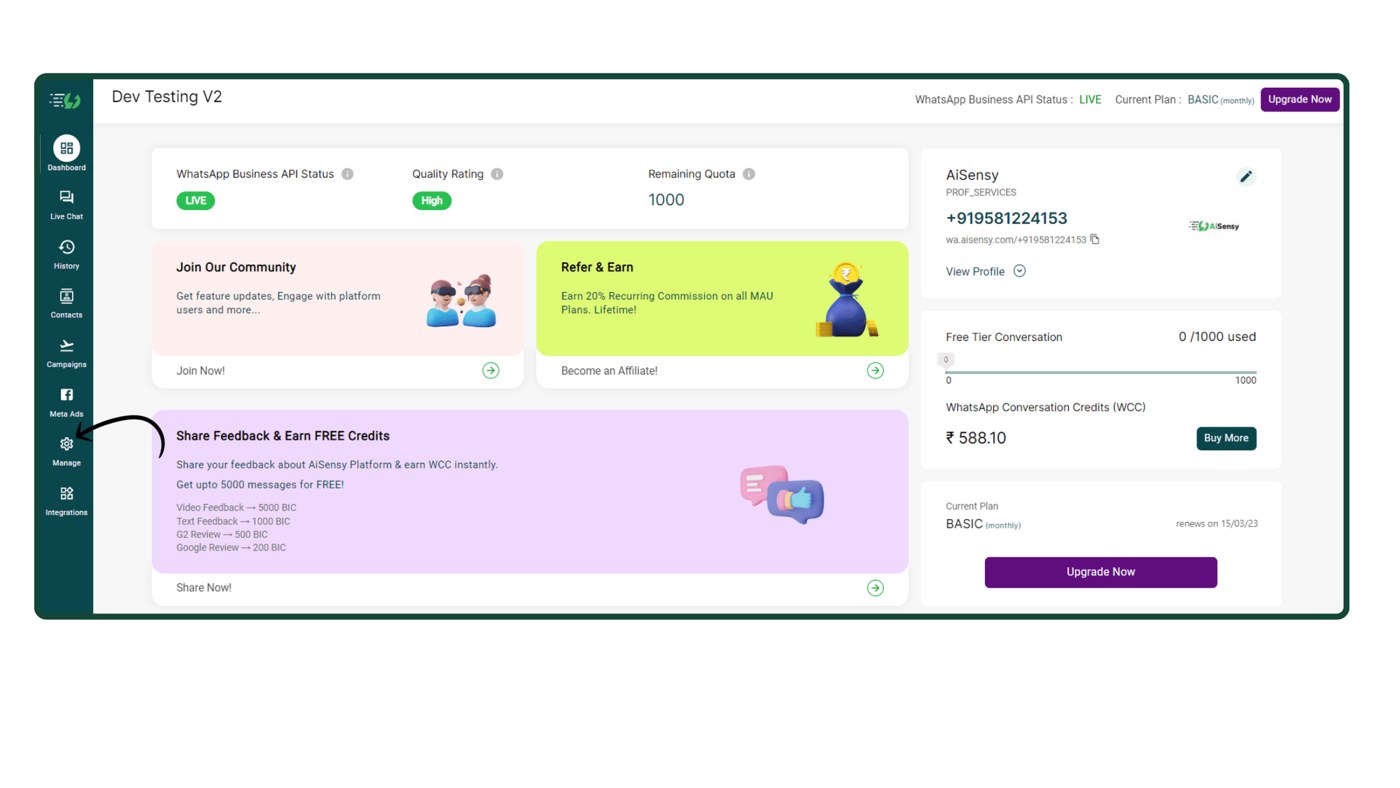 Dev Testing V2
WhatsApp Business API Status : LIVE Current Plan : BASIC (monthly) Upgrade Now
Dashboard
Live Chat
History
Contacts
Campaigns
Meta Ads
Manage
Integrations
WhatsApp Business API Status
LIVE
Quality Rating
High
Remaining Quota
1000
Join Our Community
Get feature updates, Engage with platform
users and more...
Join Now!
Refer & Earn
Earn 20% Recurring Commission on all MAU
Plans. Lifetime!
Become an Affiliate!
Share Feedback & Earn FREE Credits
Share your feedback about AiSensy Platform & earn WCC instantly.
Get upto 5000 messages for FREE!
Video Feedback → 5000 BIC
Text Feedback → 1000 BIC
G2 Review → 500 BIC
Google Review → 200 BIC
Share Now!
AiSensy
PROF_SERVICES
+919581224153
wa.aisensy.com/+919581224153
AiSensy
View Profile
Free Tier Conversation 0 /1000 used
0
0 1000
WhatsApp Conversation Credits (WCC)
₹ 588.10 Buy More
Current Plan
BASIC (monthly) renews on 15/03/23
Upgrade Now